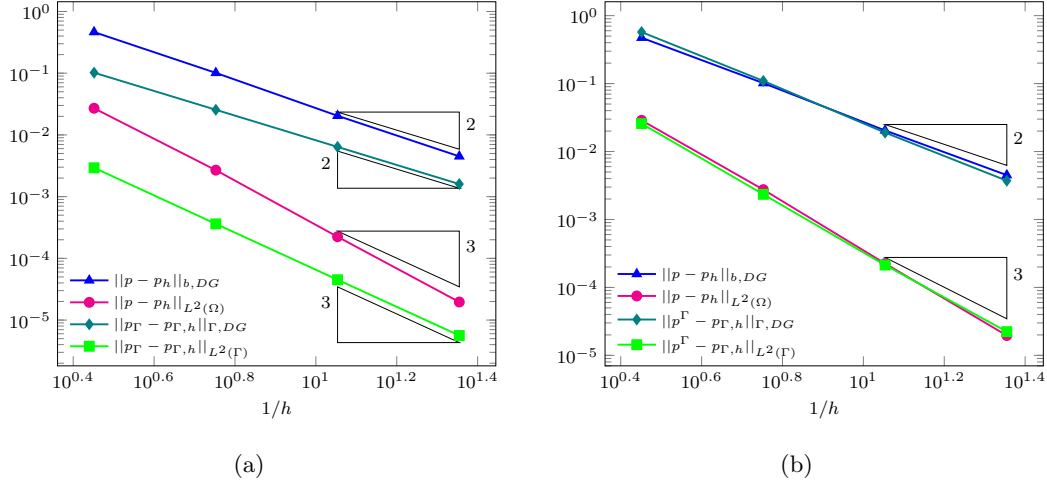 10^0
10^-1
10^-2
10^-3
10^-4
10^-5
2
2
3
3
||p − p_h||_{b,DG}
||p − p_h||_{L^2(Ω)}
||p_Γ − p_{Γ,h}||_{Γ,DG}
||p_Γ − p_{Γ,h}||_{L^2(Γ)}
10^0.4 10^0.6 10^0.8 10^1 10^1.2 10^1.4
1/h
(a)
10^0
10^-1
10^-2
10^-3
10^-4
10^-5
2
3
||p − p_h||_{b,DG}
||p − p_h||_{L^2(Ω)}
||p^Γ − p_{Γ,h}||_{Γ,DG}
||p^Γ − p_{Γ,h}||_{L^2(Γ)}
10^0.4 10^0.6 10^0.8 10^1 10^1.2 10^1.4
1/h
(b)